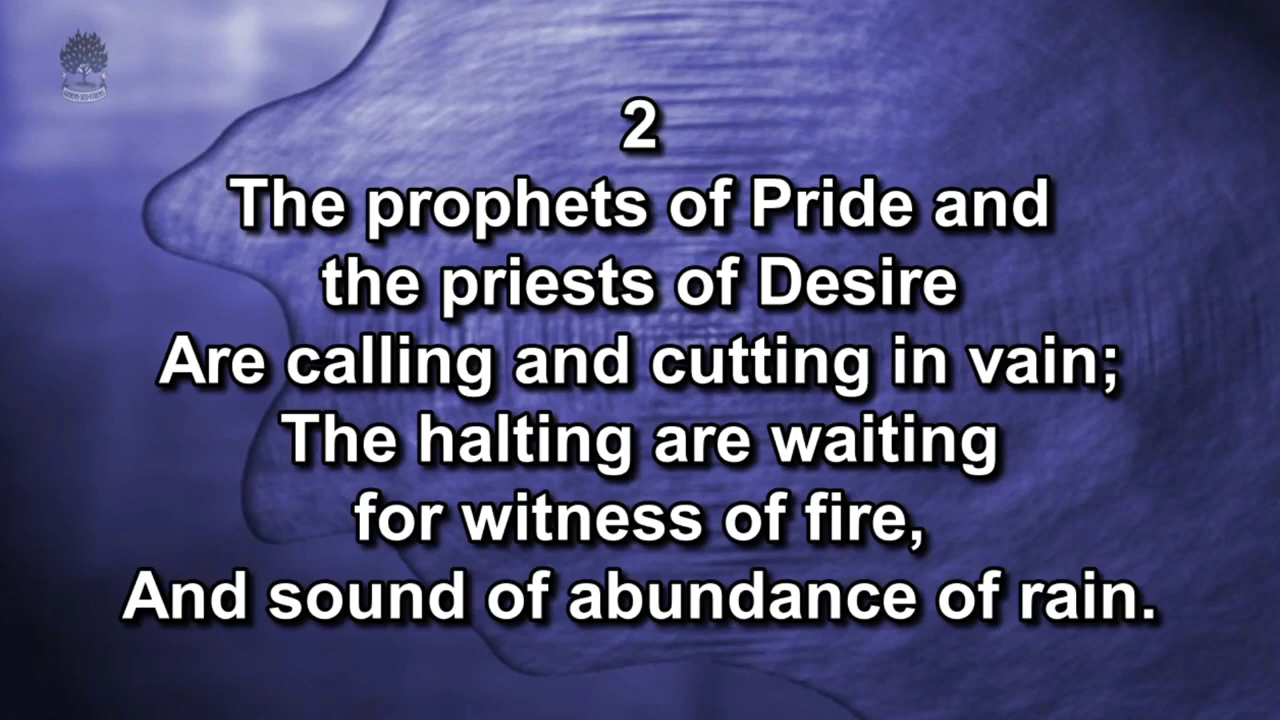 2
The prophets of Pride and
the priests of Desire
Are calling and cutting in vain;
The halting are waiting
for witness of fire,
And sound of abundance of rain.